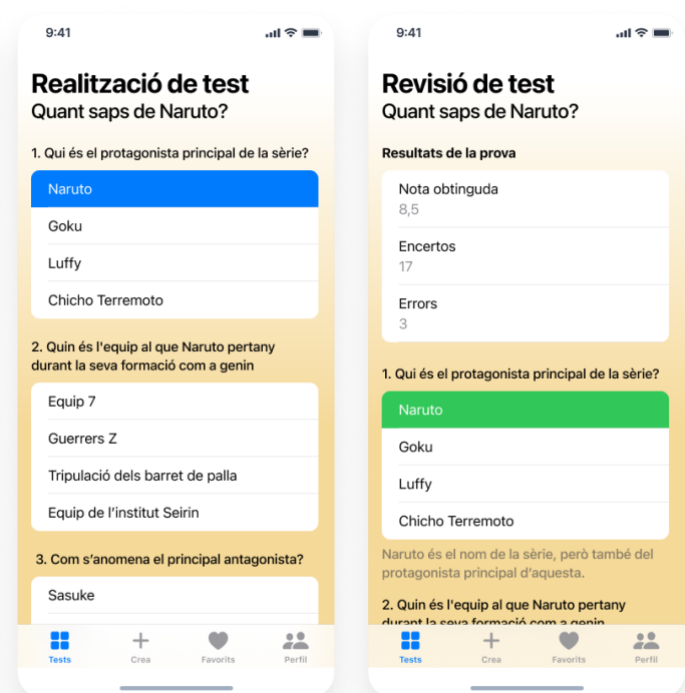 9:41
Realització de test
Quant saps de Naruto?
1. Qui és el protagonista principal de la sèrie?
Naruto
Goku
Luffy
Chicho Terremoto
2. Quin és l'equip al que Naruto pertany
durant la seva formació com a genin
Equip 7
Guerrers Z
Tripulació dels barret de palla
Equip de l’institut Seirin
3. Com s’anomena el principal antagonista?
Sasuke
Tests
Crea
Favorits
Perfil
9:41
Revisió de test
Quant saps de Naruto?
Resultats de la prova
Nota obtinguda
8,5
Encertos
17
Errors
3
1. Qui és el protagonista principal de la sèrie?
Naruto
Goku
Luffy
Chicho Terremoto
Naruto és el nom de la sèrie, però també del
protagonista principal d’aquesta.
2. Quin és l'equip al que Naruto pertany
durant la seva formació com a genin
Tests
Crea
Favorits
Perfil